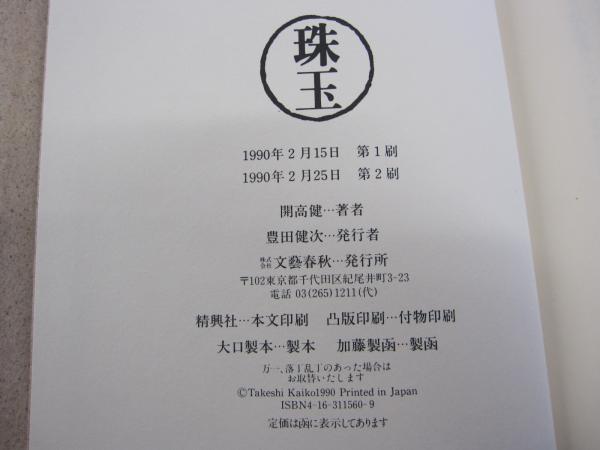 珠
玉
1990年2月15日 第1刷
1990年2月25日 第2刷
開高健…著者
豊田健次…発行者
株式会社文藝春秋…発行所
〒102東京都千代田区紀尾井町3-23
電話 03(265)1211(代)
精興社…本文印刷 凸版印刷…付物印刷
大口製本…製本 加藤製函…製函
万一、落丁乱丁のあった場合は
お取替いたします
©Takeshi Kaiko1990 Printed in Japan
ISBN4-16-311560-9
定価は函に表示してあります